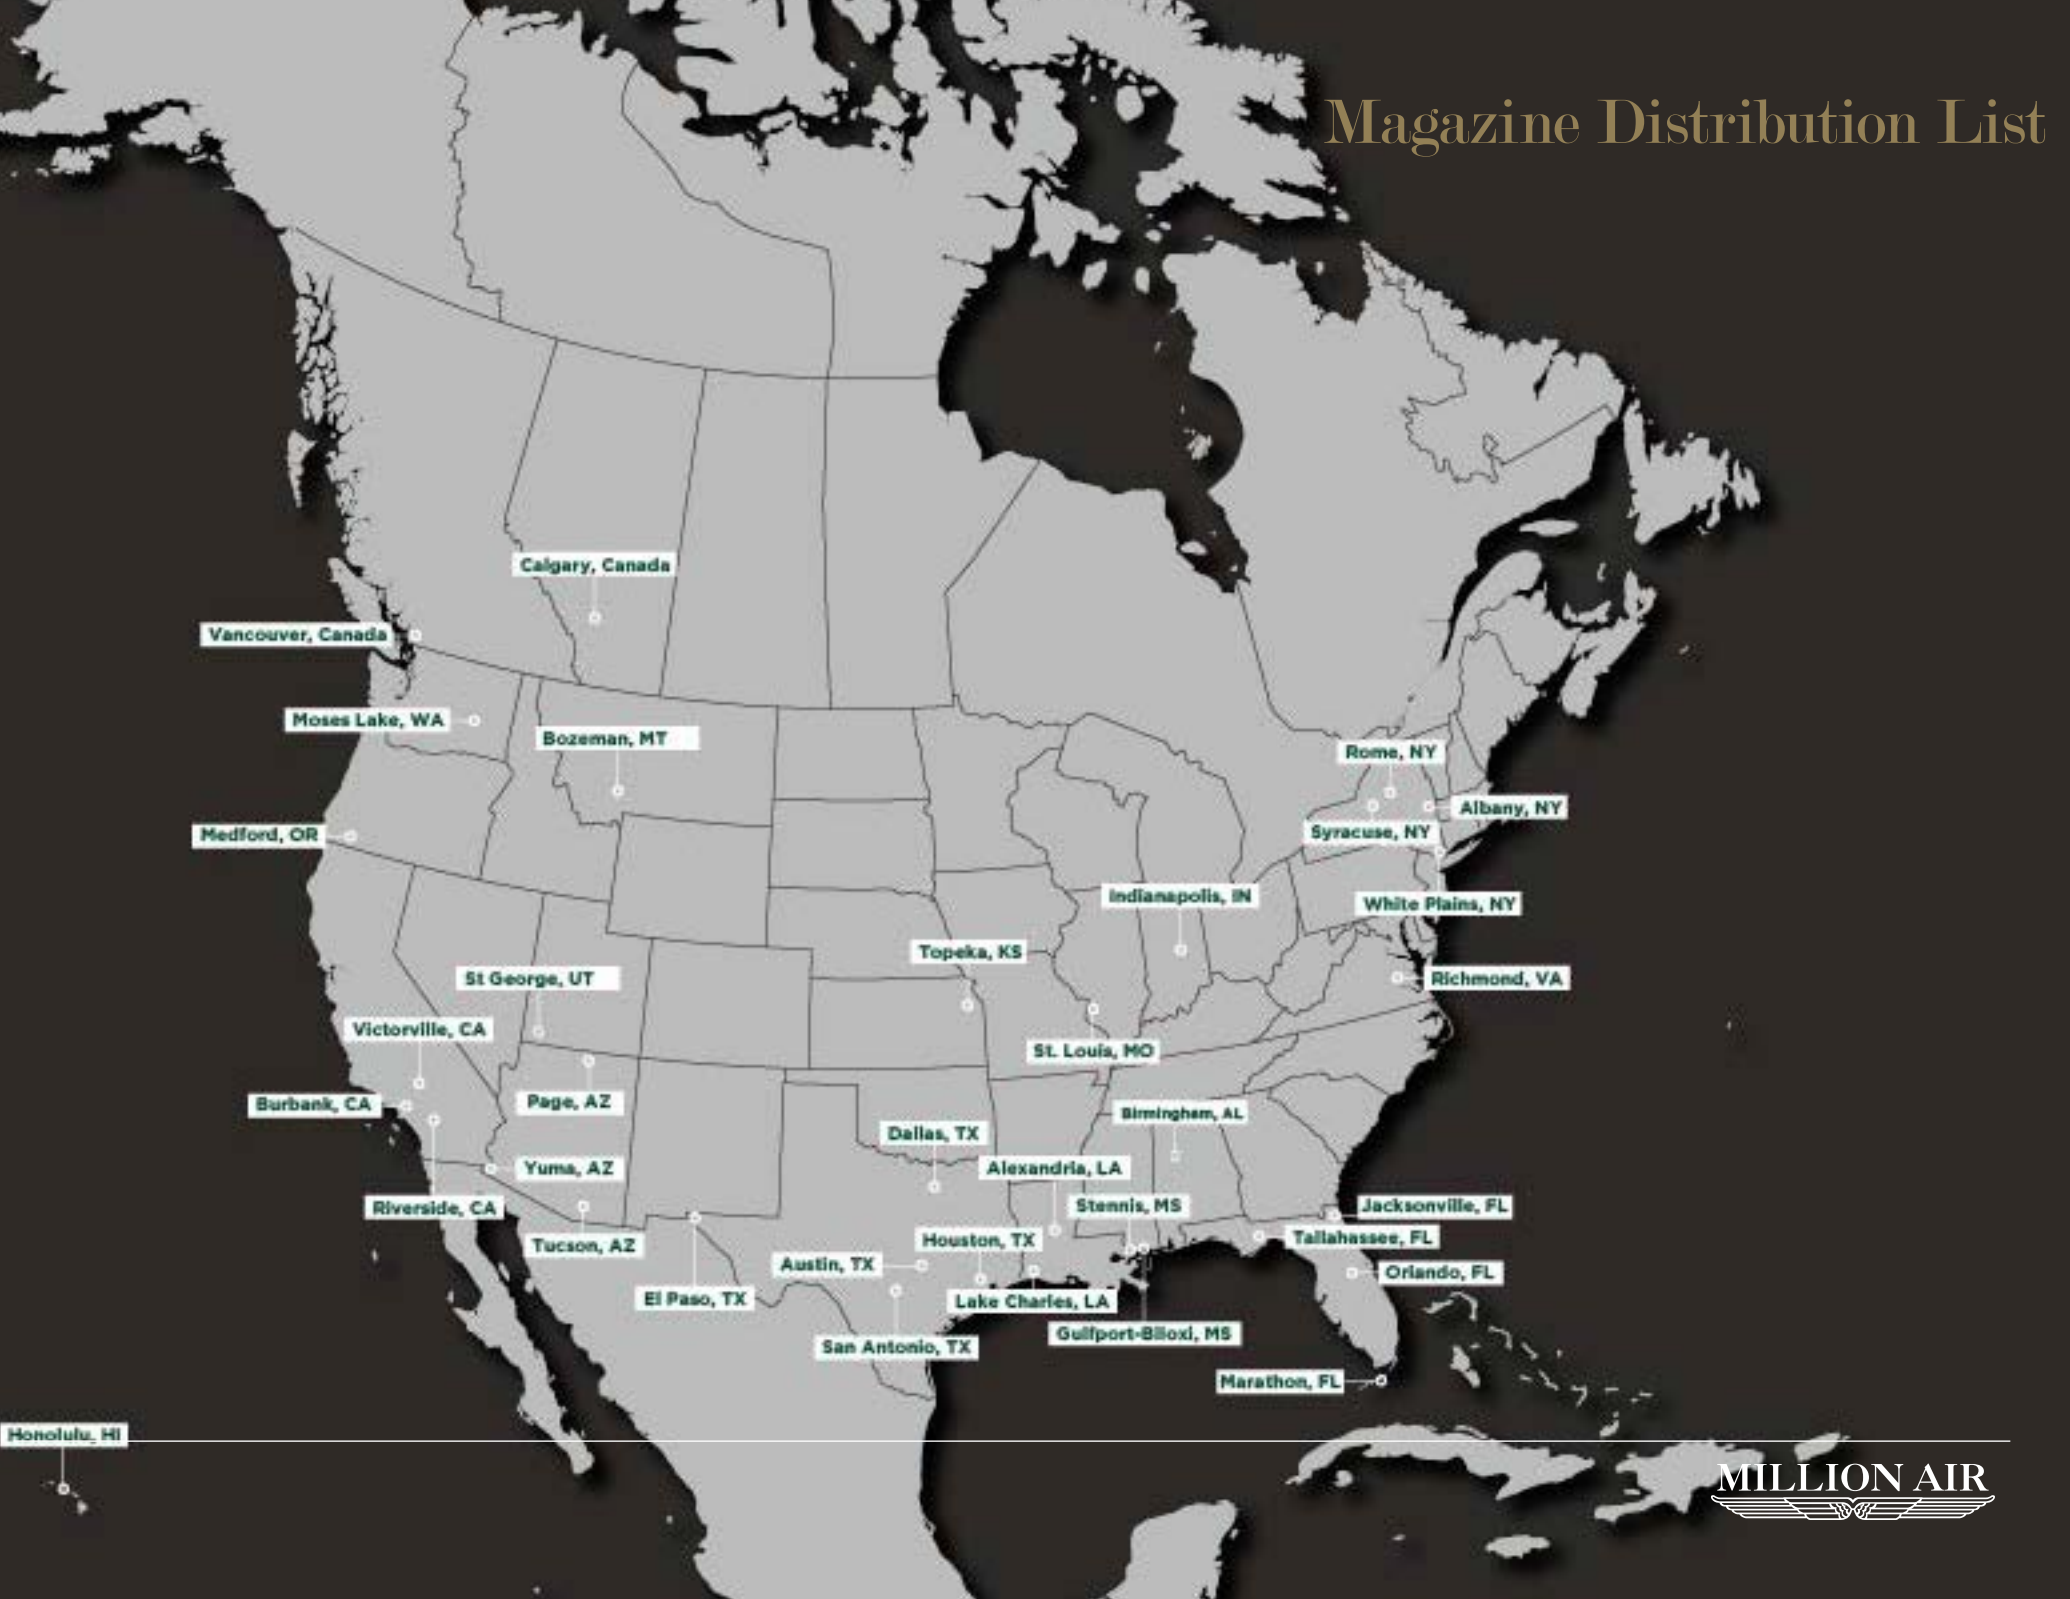 Magazine Distribution List
Calgary, Canada
Vancouver, Canada
Moses Lake, WA
Bozeman, MT
Rome, NY
Albany, NY
Medford, OR
Syracuse, NY
Indianapolis, IN
White Plains, NY
Topeka, KS
St George, UT
Richmond, VA
Victorville, CA
St. Louis, MO
Burbank, CA
Page, AZ
Birmingham, AL
Dallas, TX
Yuma, AZ
Alexandria, LA
Riverside, CA
Stennis, MS
Jacksonville, FL
Tucson, AZ
Houston, TX
Tallahassee, FL
Austin, TX
Orlando, FL
El Paso, TX
Lake Charles, LA
Gulfport-Biloxi, MS
San Antonio, TX
Marathon, FL
Honolulu, HI
MILLION AIR